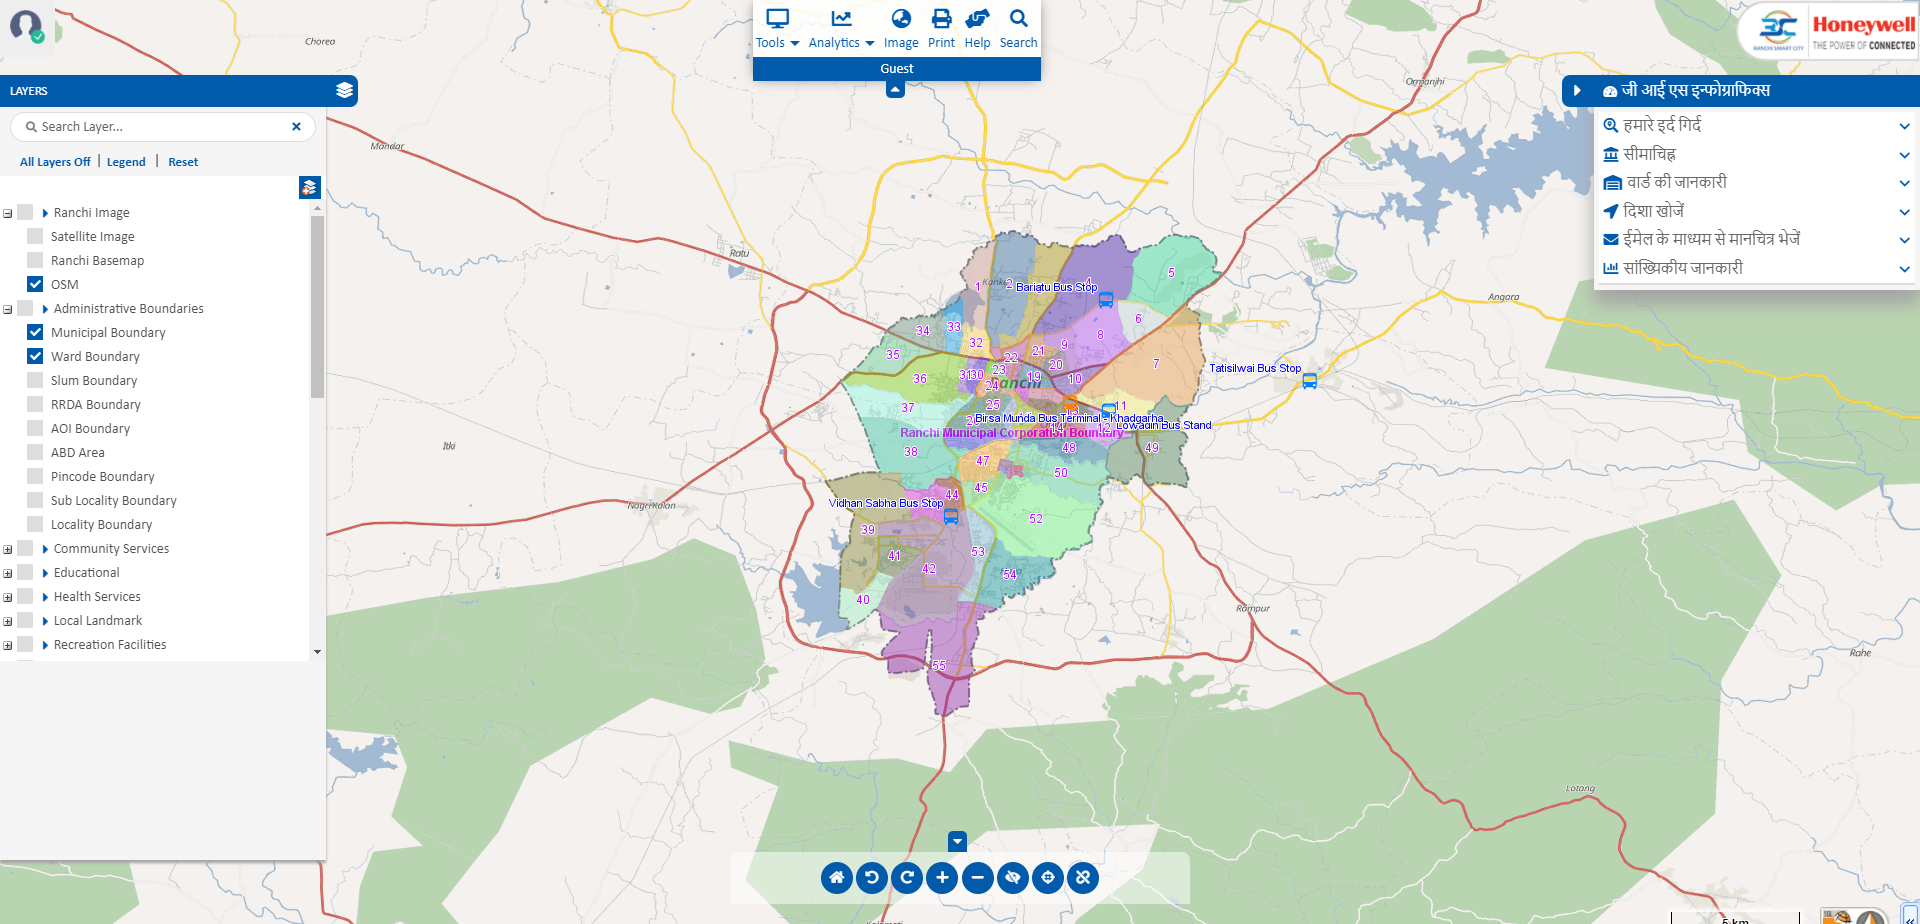 Tools
Analytics
Image
Print
Help
Search
Guest
RANCHI SMART CITY
Honeywell
THE POWER OF CONNECTED
LAYERS
Search Layer...
All Layers Off | Legend | Reset
Ranchi Image
Satellite Image
Ranchi Basemap
OSM
Administrative Boundaries
Municipal Boundary
Ward Boundary
Slum Boundary
RRDA Boundary
AOI Boundary
ABD Area
Pincode Boundary
Sub Locality Boundary
Locality Boundary
Community Services
Educational
Health Services
Local Landmark
Recreation Facilities
जी आई एस इन्फोग्राफिक्स
हमारे इर्द गिर्द
सीमाचिह्न
वार्ड की जानकारी
दिशा खोजें
ईमेल के माध्यम से मानचित्र भेजें
सांख्यिकीय जानकारी
Chorea
Ormanjhi
Mandar
Ratu
Angara
Itki
Nagri Kolan
Rampur
Rahe
Lotang
Ranchi
Bariatu Bus Stop
Tatisilwai Bus Stop
Birsa Munda Bus Terminal - Khadgarha
Lowadih Bus Stand
Ranchi Municipal Corporation Boundary
Vidhan Sabha Bus Stop
1
2
4
5
6
7
8
9
10
11
12
14
19
20
21
22
23
24
25
30
31
32
33
34
35
36
37
38
39
40
41
42
44
45
47
48
49
50
52
53
54
55
5 km